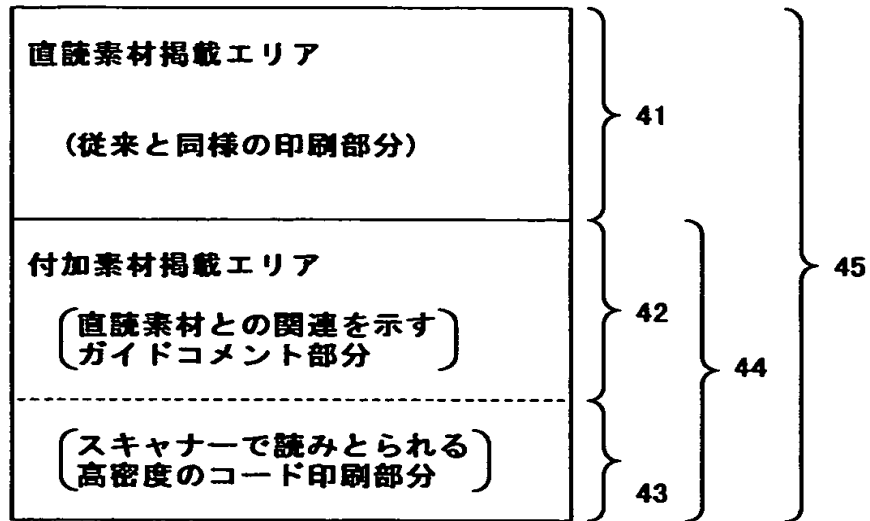 直読素材掲載エリア
(従来と同様の印刷部分)
41
付加素材掲載エリア
直読素材との関連を示す
ガイドコメント部分
42
44
45
スキャナーで読みとられる
高密度のコード印刷部分
43